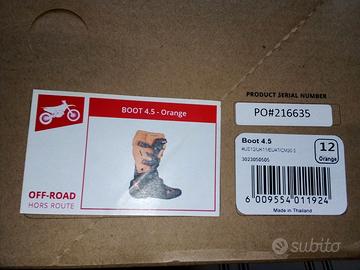 BOOT 4.5 - Orange
OFF-ROAD
HORS ROUTE
PRODUCT SERIAL NUMBER
PO#216635
Boot 4.5
12
Orange
3023050505
6 009554 011924
Made in Thailand
subito